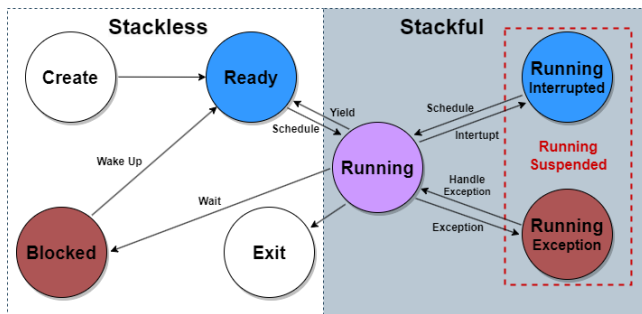 Stackless
Stackful
Create
Ready
Running
Interrupted
Yield
Schedule
Schedule
Intertupt
Running
Suspended
Wake Up
Running
Handle
Exception
Wait
Exception
Blocked
Exit
Running
Exception